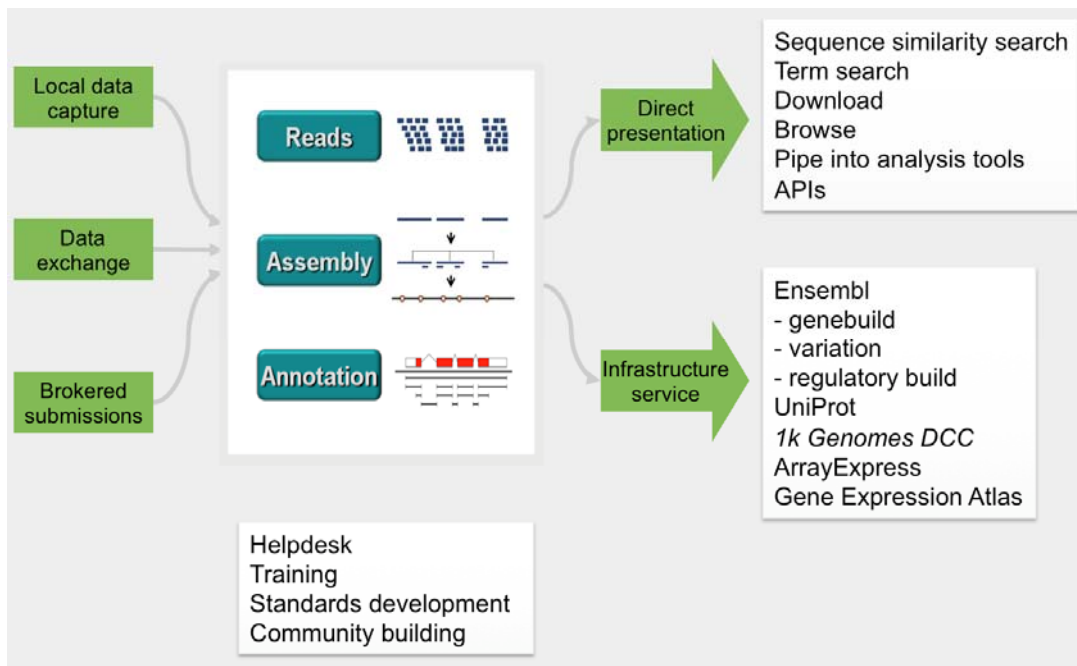 Local data
capture
Data
exchange
Brokered
submissions
Reads
Assembly
Annotation
Direct
presentation
Sequence similarity search
Term search
Download
Browse
Pipe into analysis tools
APIs
Infrastructure
service
Ensembl
- genebuild
- variation
- regulatory build
UniProt
1k Genomes DCC
ArrayExpress
Gene Expression Atlas
Helpdesk
Training
Standards development
Community building